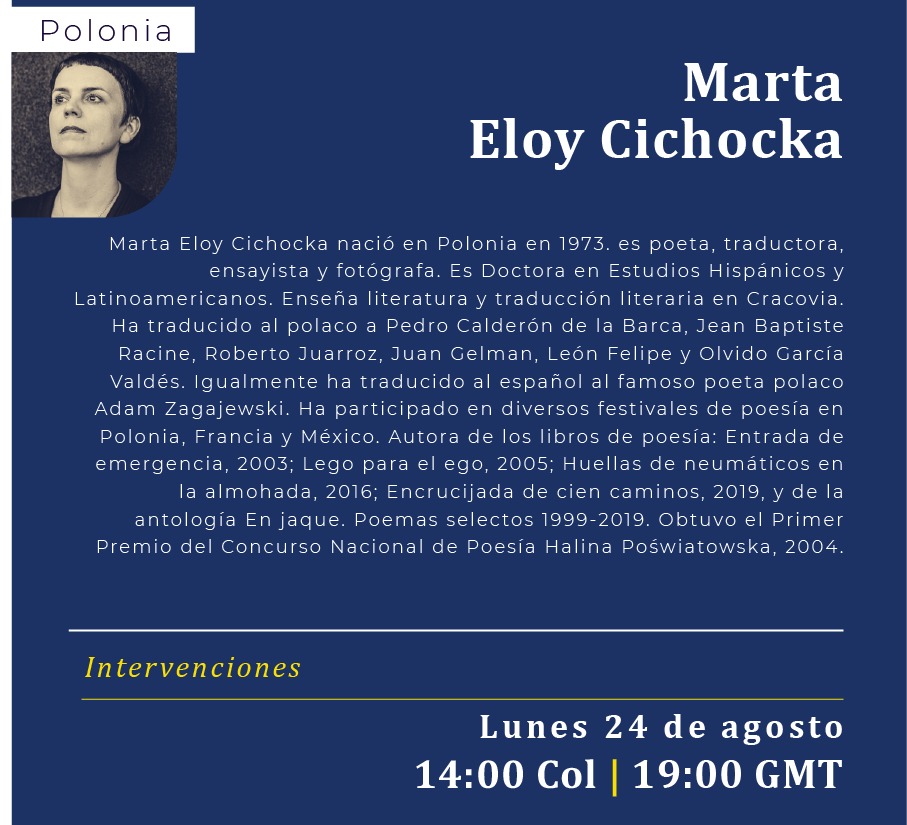 Polonia
Marta
Eloy Cichocka
Marta Eloy Cichocka nació en Polonia en 1973. es poeta, traductora,
ensayista y fotógrafa. Es Doctora en Estudios Hispánicos y
Latinoamericanos. Enseña literatura y traducción literaria en Cracovia.
Ha traducido al polaco a Pedro Calderón de la Barca, Jean Baptiste
Racine, Roberto Juarroz, Juan Gelman, León Felipe y Olvido García
Valdés. Igualmente ha traducido al español al famoso poeta polaco
Adam Zagajewski. Ha participado en diversos festivales de poesía en
Polonia, Francia y México. Autora de los libros de poesía: Entrada de
emergencia, 2003; Lego para el ego, 2005; Huellas de neumáticos en
la almohada, 2016; Encrucijada de cien caminos, 2019, y de la
antología En jaque. Poemas selectos 1999-2019. Obtuvo el Primer
Premio del Concurso Nacional de Poesía Halina Poświatowska, 2004.
Intervenciones
Lunes 24 de agosto
14:00 Col | 19:00 GMT